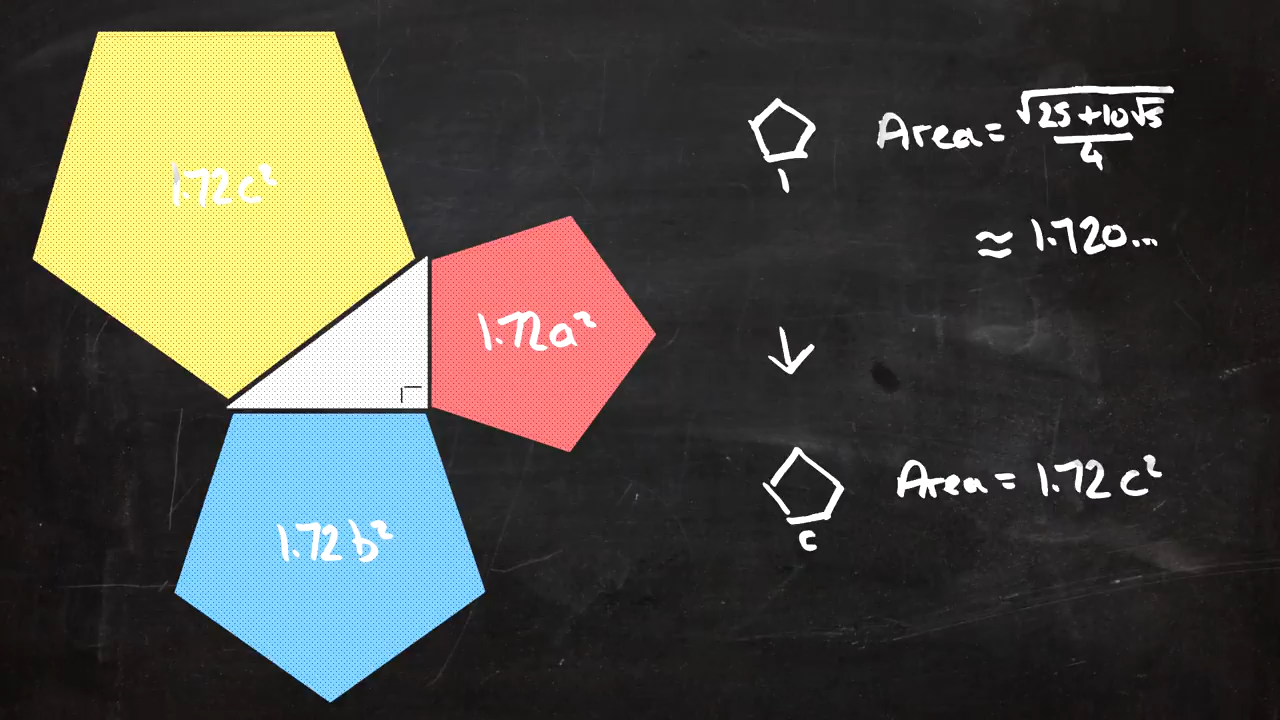 1.72c²
1.72a²
1.72b²
Area = √(25+10√5)/4
1
≈ 1.720...
Area = 1.72c²
c